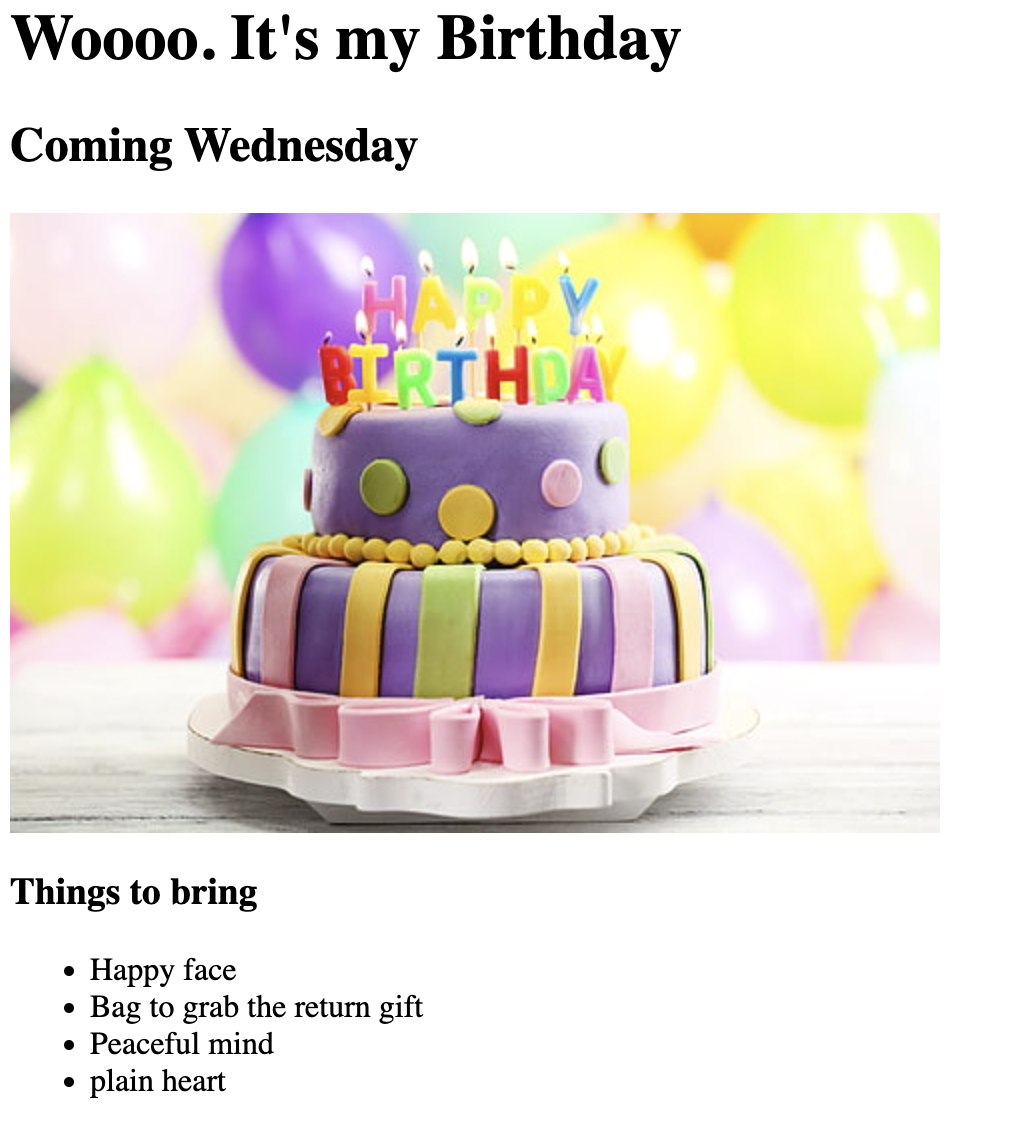 Woooo. It's my Birthday
Coming Wednesday
HAPPY
BIRTHDAY
Things to bring
Happy face
Bag to grab the return gift
Peaceful mind
plain heart